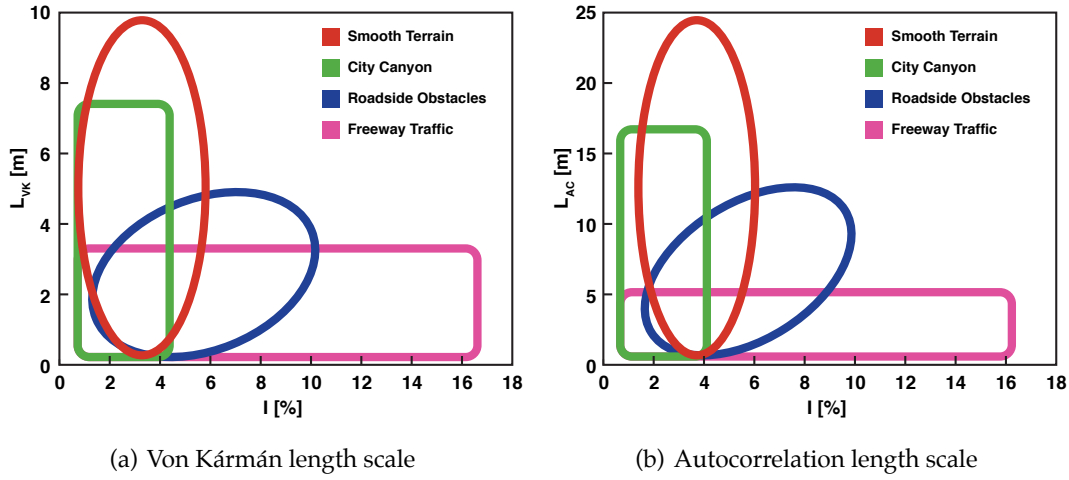 10
8
6
4
2
0
L_VK [m]
0 2 4 6 8 10 12 14 16 18
I [%]
Smooth Terrain
City Canyon
Roadside Obstacles
Freeway Traffic
(a) Von Kármán length scale
25
20
15
10
5
0
L_AC [m]
0 2 4 6 8 10 12 14 16 18
I [%]
Smooth Terrain
City Canyon
Roadside Obstacles
Freeway Traffic
(b) Autocorrelation length scale